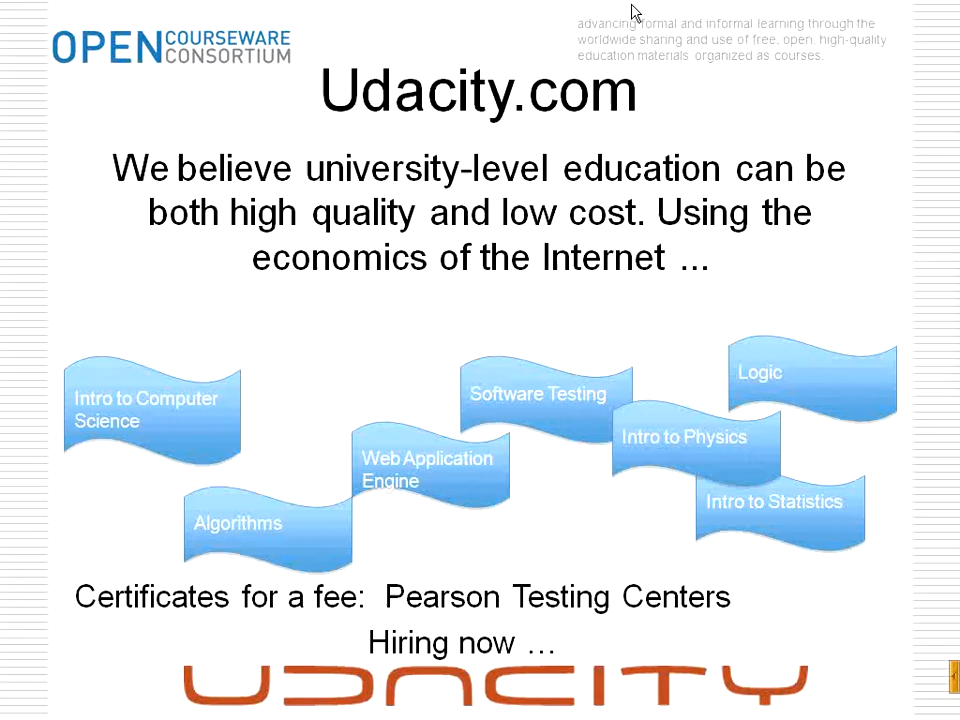 OPEN COURSEWARE CONSORTIUM
advancing formal and informal learning through the
worldwide sharing and use of free, open, high-quality
education materials organized as courses.
Udacity.com
We believe university-level education can be
both high quality and low cost. Using the
economics of the Internet ...
Logic
Software Testing
Intro to Computer
Science
Intro to Physics
Web Application
Engine
Intro to Statistics
Algorithms
Certificates for a fee:  Pearson Testing Centers
Hiring now …
UDACITY